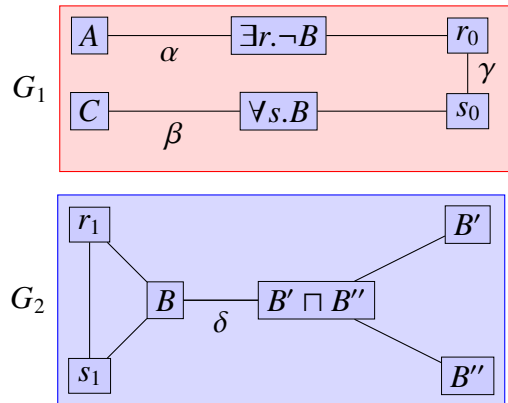 A α ∃r.¬B r₀
γ
G₁
C β ∀s.B s₀
r₁ B′
G₂ B δ B′ ⊓ B″
s₁ B″